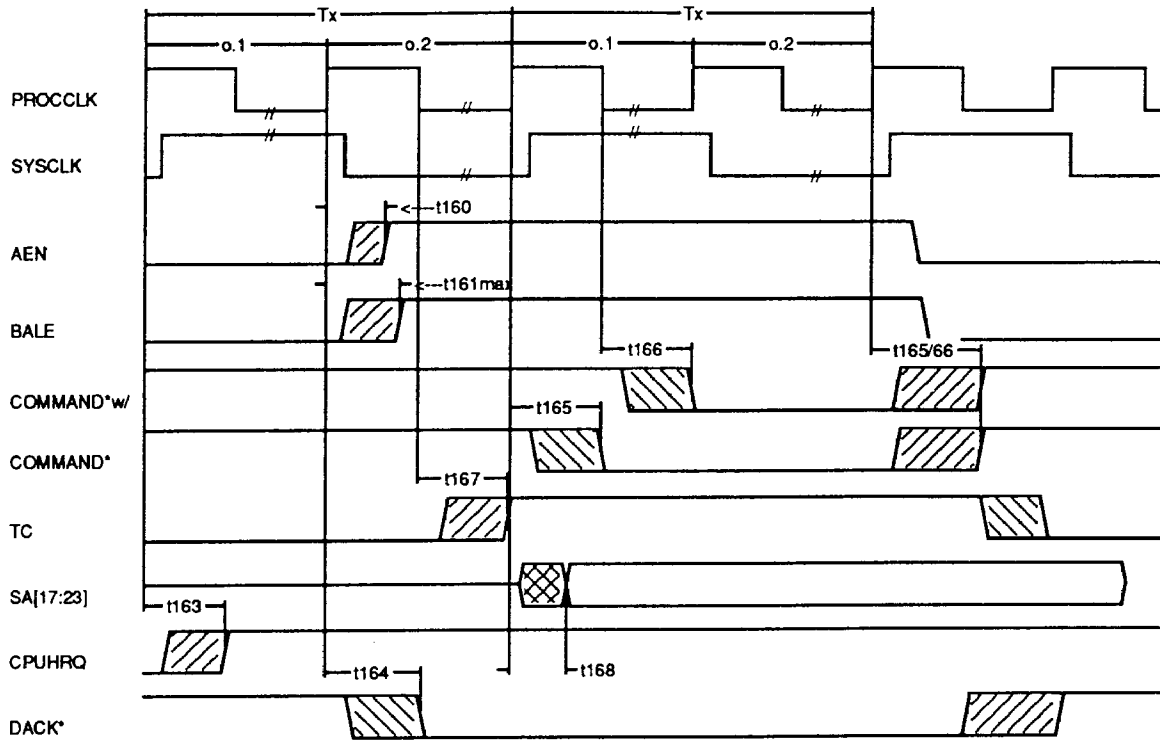 Tx Tx
o.1 o.2 o.1 o.2
PROCCLK
SYSCLK
<---t160
AEN
<---t161max
BALE
t166 t165/66
COMMAND*w/
t165
COMMAND*
t167
TC
SA[17:23]
t163
CPUHRQ
t164 t168
DACK*